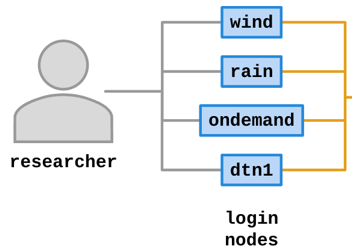 wind
rain
ondemand
dtn1
researcher
login
nodes